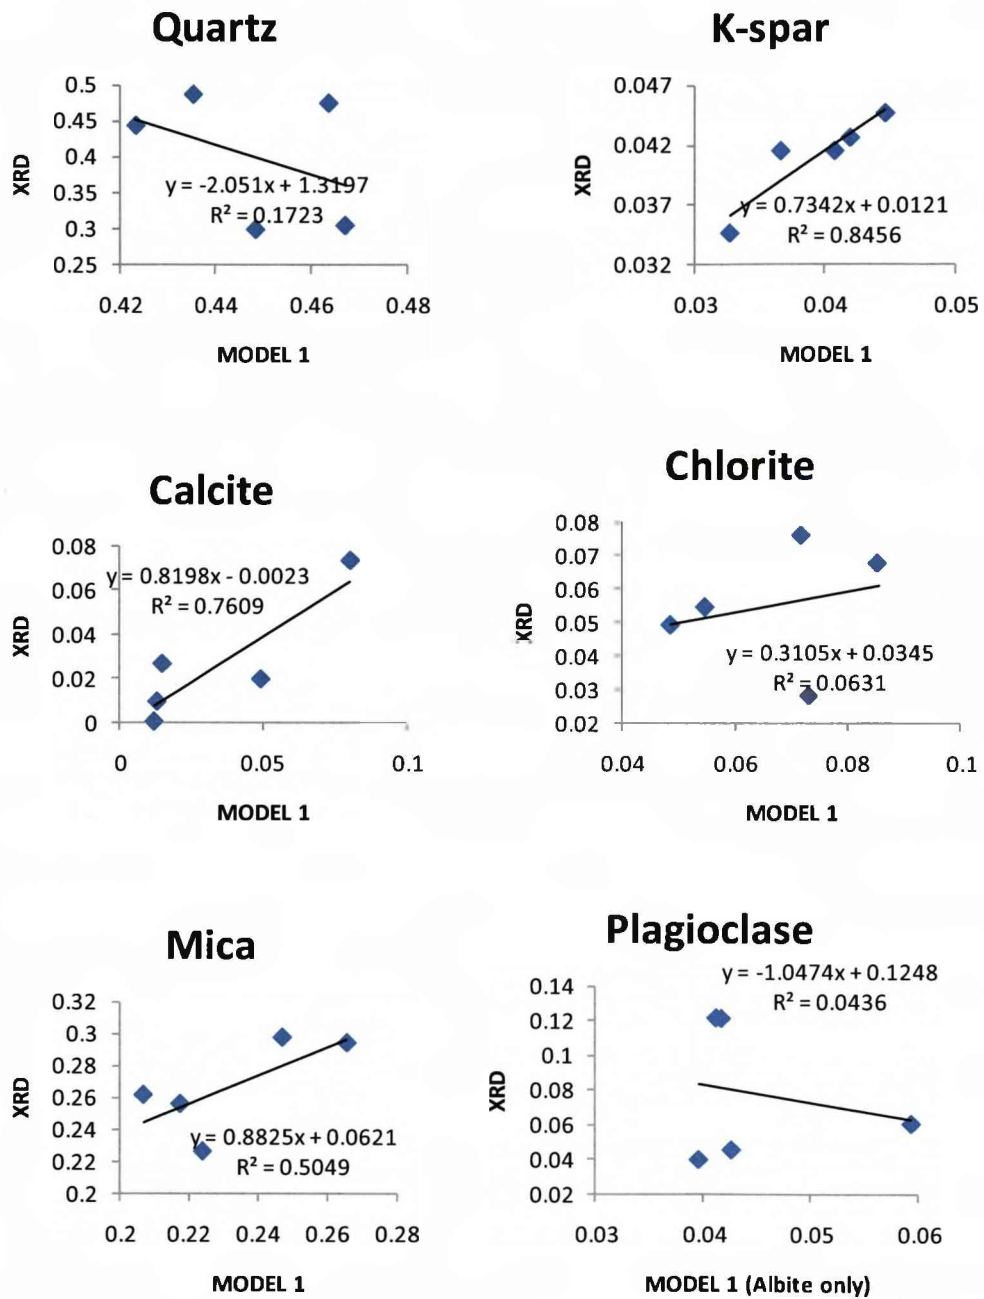 Quartz
0.5
0.45
0.4
0.35
0.3
0.25
XRD
y = -2.051x + 1.3197
R² = 0.1723
0.42 0.44 0.46 0.48
MODEL 1
K-spar
0.047
0.042
0.037
0.032
XRD
y = 0.7342x + 0.0121
R² = 0.8456
0.03 0.04 0.05
MODEL 1
Calcite
0.08
0.06
0.04
0.02
0
XRD
y = 0.8198x - 0.0023
R² = 0.7609
0 0.05 0.1
MODEL 1
Chlorite
0.08
0.07
0.06
0.05
0.04
0.03
0.02
XRD
y = 0.3105x + 0.0345
R² = 0.0631
0.04 0.06 0.08 0.1
MODEL 1
Mica
0.32
0.3
0.28
0.26
0.24
0.22
0.2
XRD
y = 0.8825x + 0.0621
R² = 0.5049
0.2 0.22 0.24 0.26 0.28
MODEL 1
Plagioclase
y = -1.0474x + 0.1248
R² = 0.0436
0.14
0.12
0.1
0.08
0.06
0.04
0.02
XRD
0.03 0.04 0.05 0.06
MODEL 1 (Albite only)